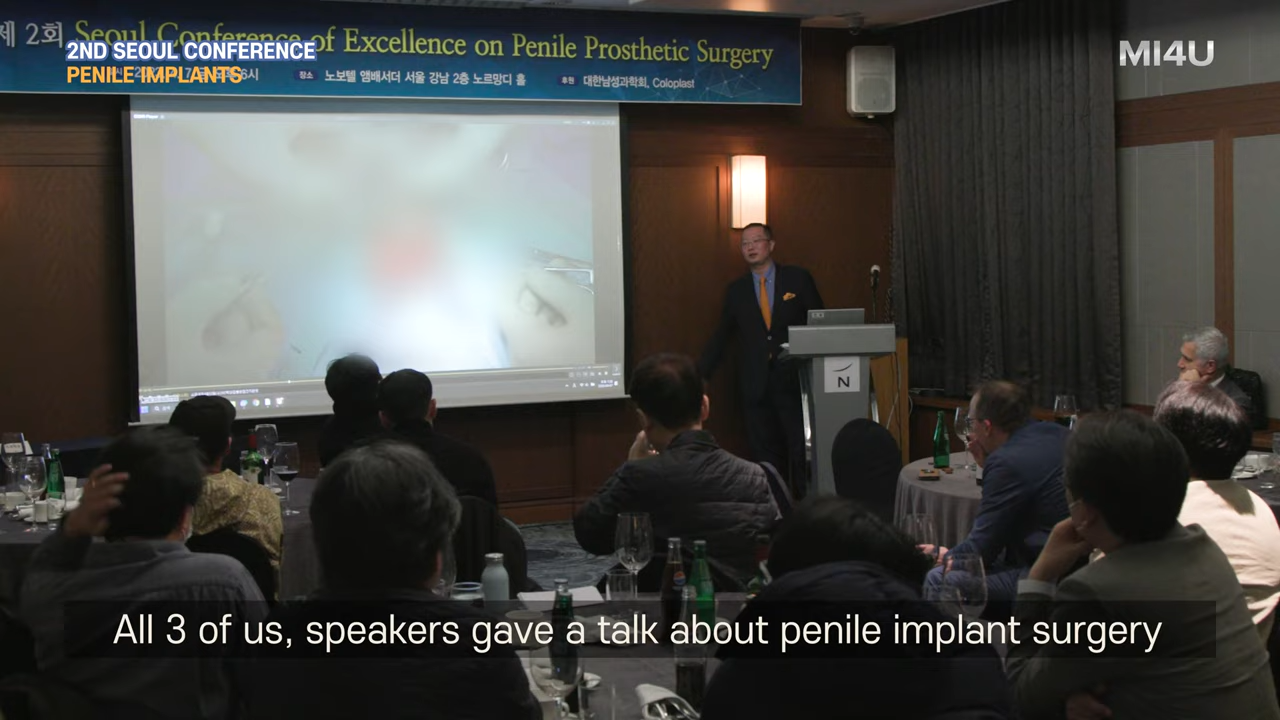 제 2회 Seoul Conference of Excellence on Penile Prosthetic Surgery
2ND SEOUL CONFERENCE
PENILE IMPLANTS
MI4U
6시
장소 노보텔 앰배서더 서울 강남 2층 노르망디 홀
후원 대한남성과학회, Coloplast
N
All 3 of us, speakers gave a talk about penile implant surgery